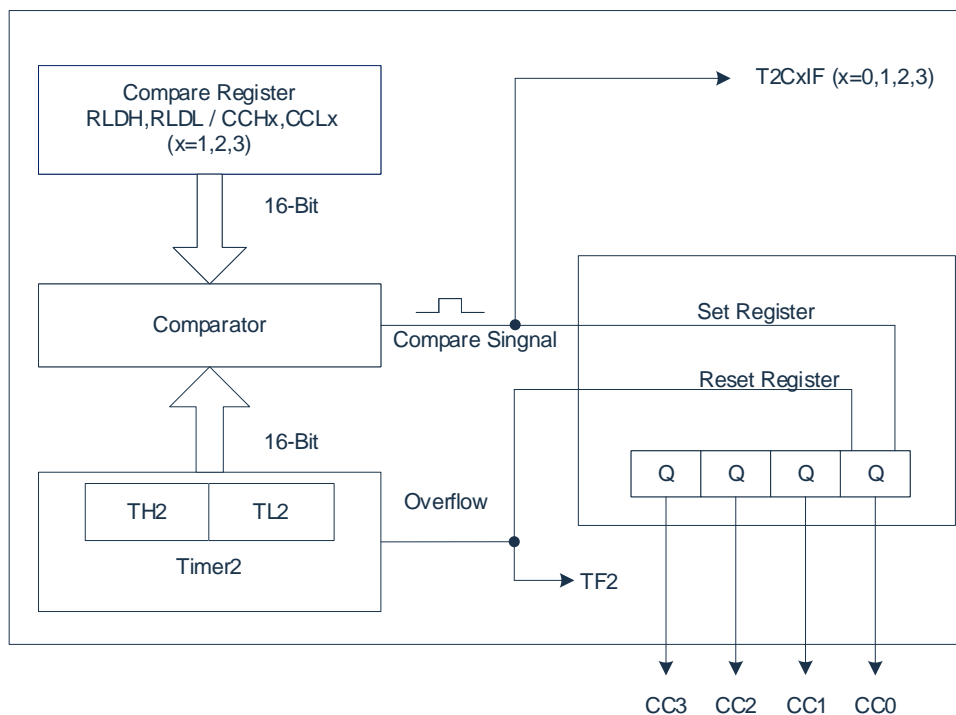 Compare Register
RLDH,RLDL / CCHx,CCLx
(x=1,2,3)
T2CxIF (x=0,1,2,3)
16-Bit
Comparator
Compare Singnal
Set Register
Reset Register
16-Bit
TH2
TL2
Timer2
Overflow
TF2
Q
Q
Q
Q
CC3
CC2
CC1
CC0